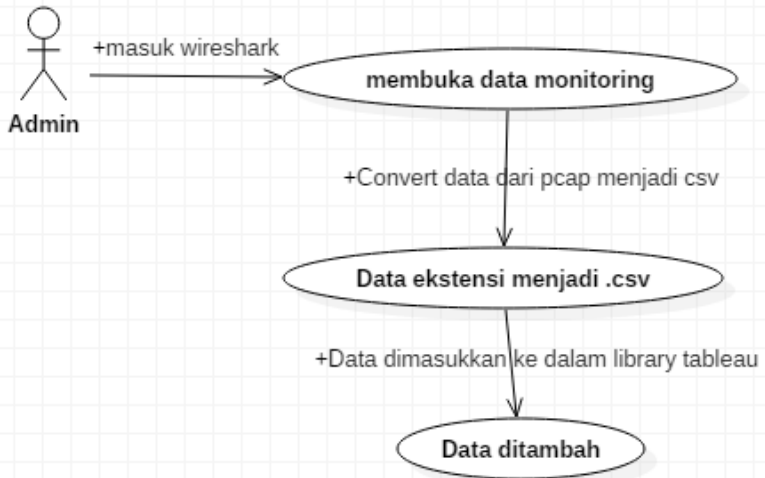 +masuk wireshark
membuka data monitoring
Admin
+Convert data dari pcap menjadi csv
Data ekstensi menjadi .csv
+Data dimasukkan ke dalam library tableau
Data ditambah